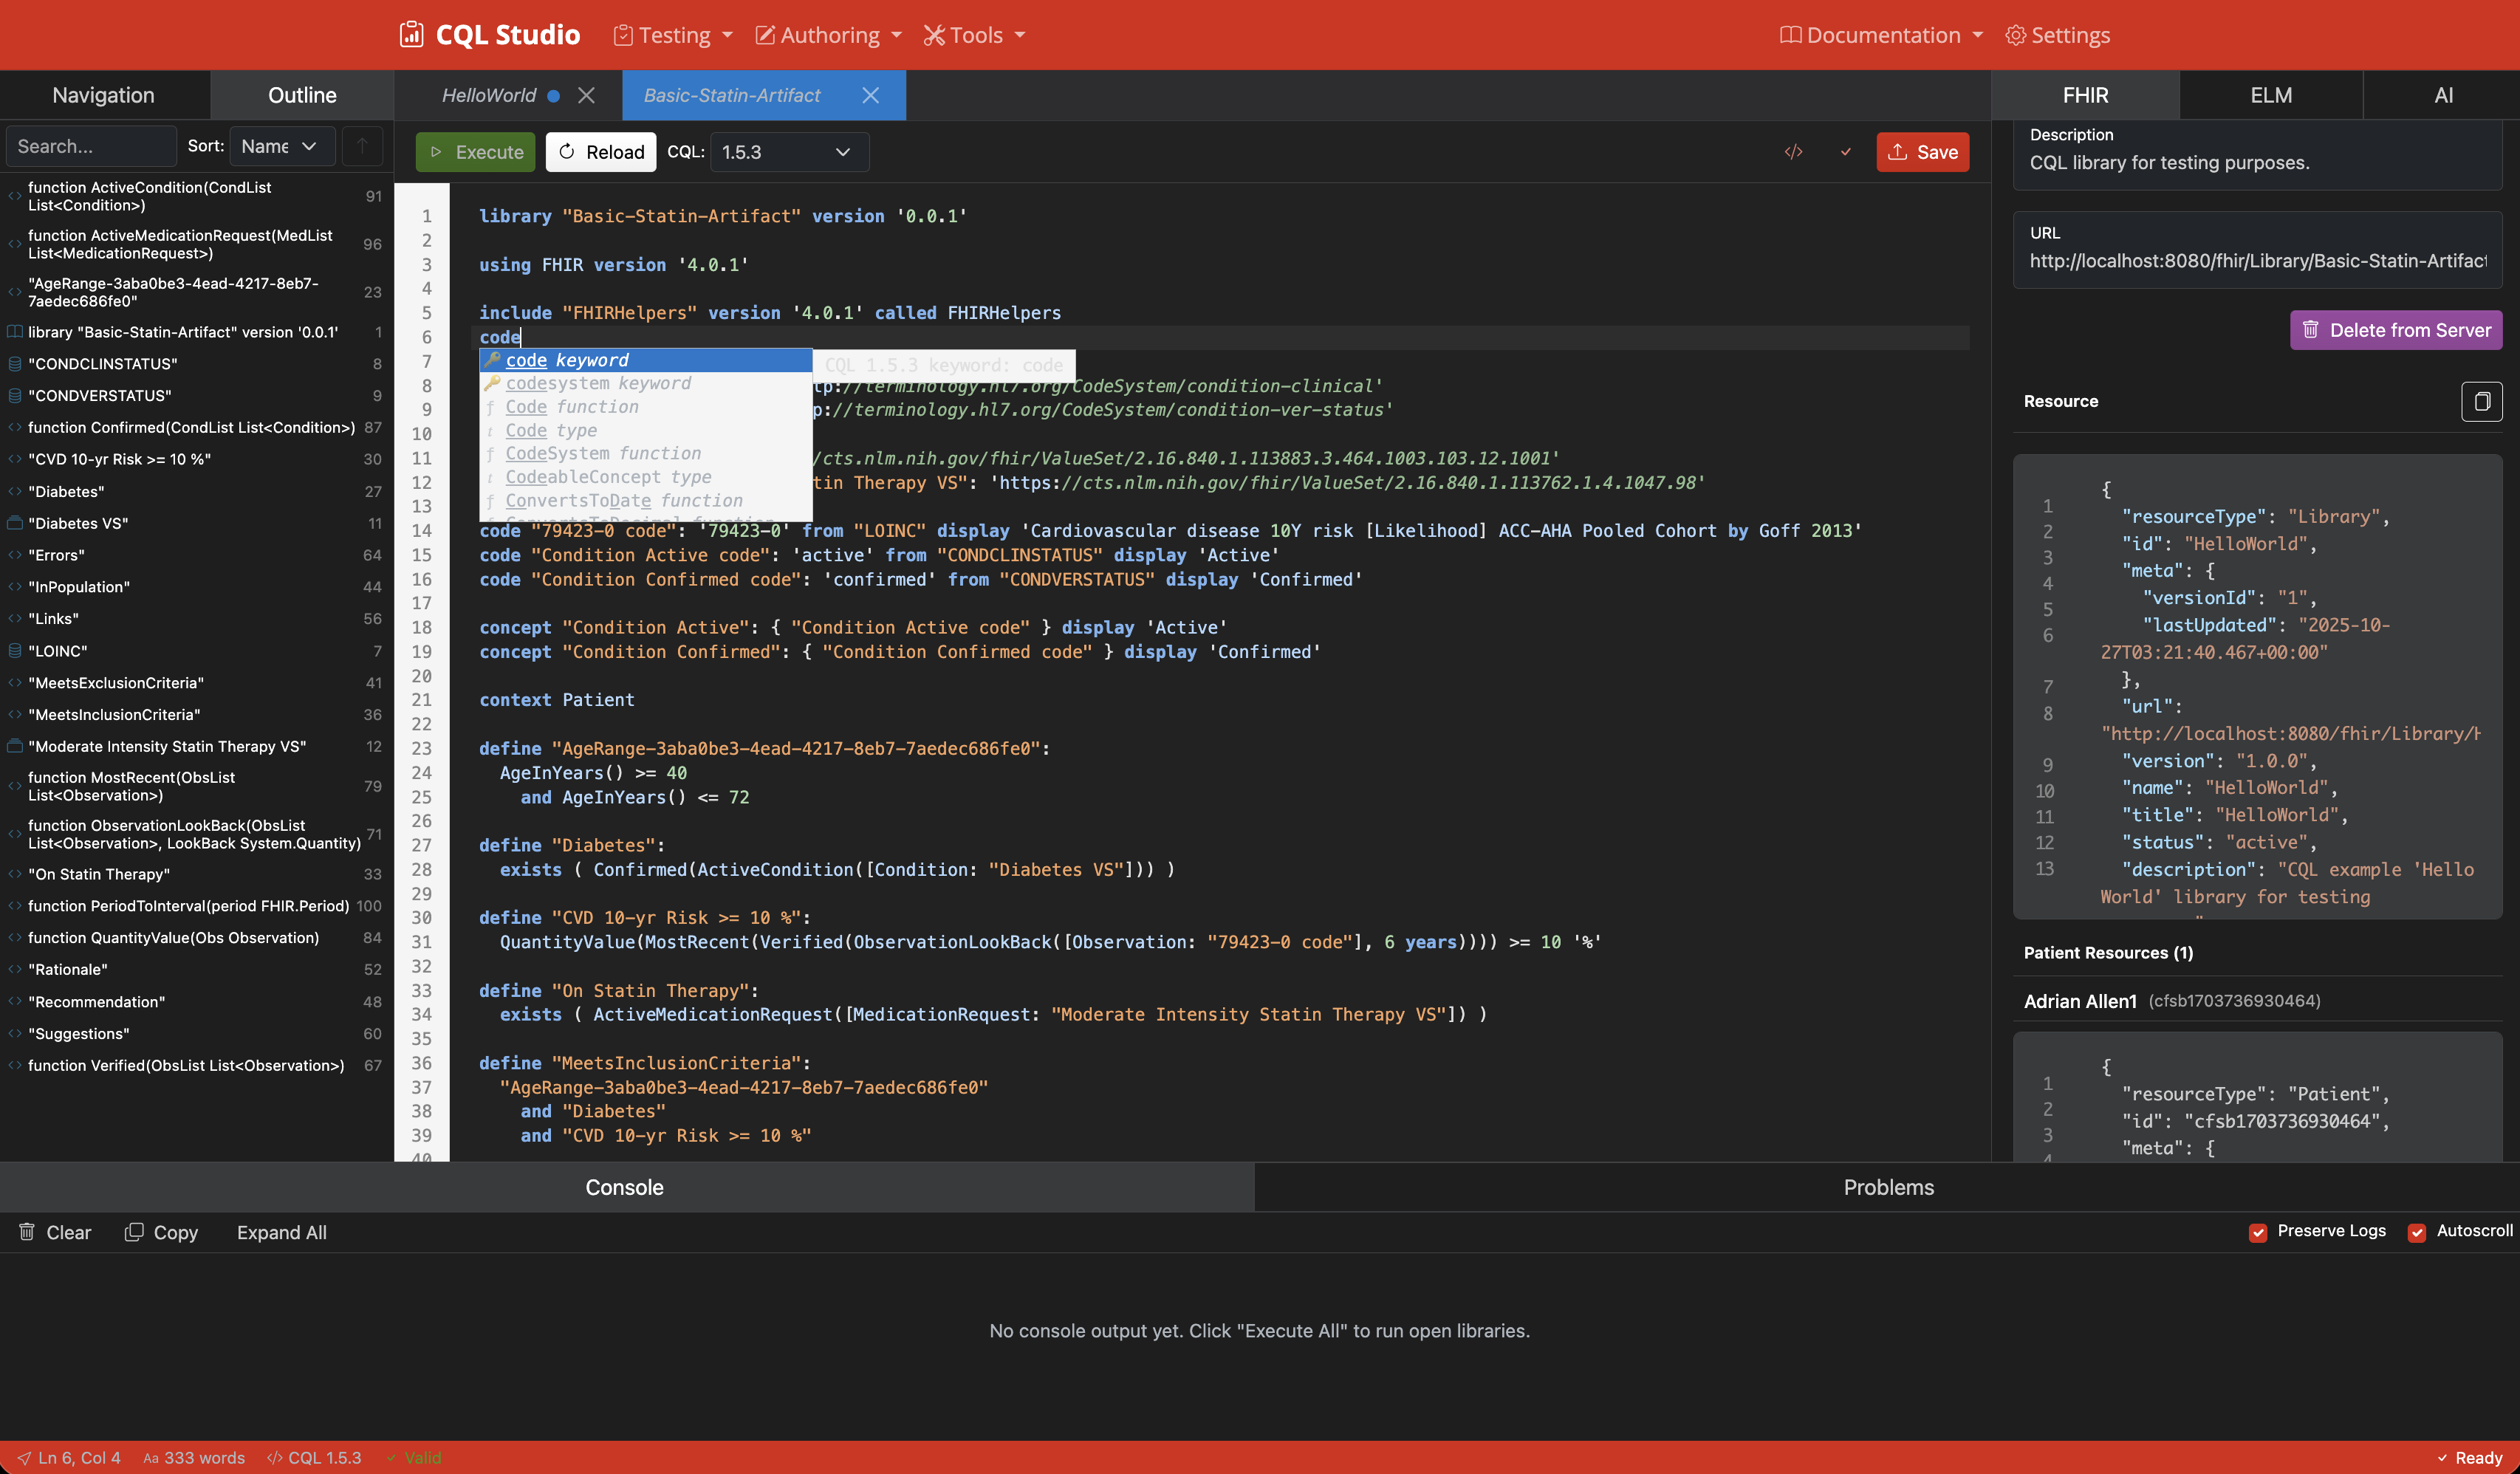 CQL Studio
Testing
Authoring
Tools
Documentation
Settings
Navigation
Outline
HelloWorld
Basic-Statin-Artifact
FHIR
ELM
AI
Search...
Sort:
Name
Execute
Reload
CQL:
1.5.3
</>
Save
function ActiveCondition(CondList
List<Condition>)
91
function ActiveMedicationRequest(MedList
List<MedicationRequest>)
96
"AgeRange-3aba0be3-4ead-4217-8eb7-
7aedec686fe0"
23
library "Basic-Statin-Artifact" version '0.0.1' 1
"CONDCLINSTATUS" 8
"CONDVERSTATUS" 9
function Confirmed(CondList List<Condition>) 87
"CVD 10-yr Risk >= 10 %" 30
"Diabetes" 27
"Diabetes VS" 11
"Errors" 64
"InPopulation" 44
"Links" 56
"LOINC" 7
"MeetsExclusionCriteria" 41
"MeetsInclusionCriteria" 36
"Moderate Intensity Statin Therapy VS" 12
function MostRecent(ObsList
List<Observation>)
79
function ObservationLookBack(ObsList
List<Observation>, LookBack System.Quantity)
71
"On Statin Therapy" 33
function PeriodToInterval(period FHIR.Period) 100
function QuantityValue(Obs Observation) 84
"Rationale" 52
"Recommendation" 48
"Suggestions" 60
function Verified(ObsList List<Observation>) 67
1 library "Basic-Statin-Artifact" version '0.0.1'
2
3 using FHIR version '4.0.1'
4
5 include "FHIRHelpers" version '4.0.1' called FHIRHelpers
6 code
7
code keyword
CQL 1.5.3 keyword: code
codesystem keyword
8 tp://terminology.hl7.org/CodeSystem/condition-clinical'
Code function
9 p://terminology.hl7.org/CodeSystem/condition-ver-status'
Code type
10
CodeSystem function
11 /cts.nlm.nih.gov/fhir/ValueSet/2.16.840.1.113883.3.464.1003.103.12.1001'
CodeableConcept type
12 tin Therapy VS": 'https://cts.nlm.nih.gov/fhir/ValueSet/2.16.840.1.113762.1.4.1047.98'
ConvertsToDate function
13
ConvertsToDecimal function
14 code "79423-0 code": '79423-0' from "LOINC" display 'Cardiovascular disease 10Y risk [Likelihood] ACC-AHA Pooled Cohort by Goff 2013'
15 code "Condition Active code": 'active' from "CONDCLINSTATUS" display 'Active'
16 code "Condition Confirmed code": 'confirmed' from "CONDVERSTATUS" display 'Confirmed'
17
18 concept "Condition Active": { "Condition Active code" } display 'Active'
19 concept "Condition Confirmed": { "Condition Confirmed code" } display 'Confirmed'
20
21 context Patient
22
23 define "AgeRange-3aba0be3-4ead-4217-8eb7-7aedec686fe0":
24 AgeInYears() >= 40
25 and AgeInYears() <= 72
26
27 define "Diabetes":
28 exists ( Confirmed(ActiveCondition([Condition: "Diabetes VS"])) )
29
30 define "CVD 10-yr Risk >= 10 %":
31 QuantityValue(MostRecent(Verified(ObservationLookBack([Observation: "79423-0 code"], 6 years)))) >= 10 '%'
32
33 define "On Statin Therapy":
34 exists ( ActiveMedicationRequest([MedicationRequest: "Moderate Intensity Statin Therapy VS"]) )
35
36 define "MeetsInclusionCriteria":
37 "AgeRange-3aba0be3-4ead-4217-8eb7-7aedec686fe0"
38 and "Diabetes"
39 and "CVD 10-yr Risk >= 10 %"
40
Description
CQL library for testing purposes.
URL
http://localhost:8080/fhir/Library/Basic-Statin-Artifact
Delete from Server
Resource
{
1
"resourceType": "Library",
2
"id": "HelloWorld",
3
"meta": {
4
"versionId": "1",
5
"lastUpdated": "2025-10-
6
27T03:21:40.467+00:00"
},
7
"url":
8
"http://localhost:8080/fhir/Library/H
"version": "1.0.0",
9
"name": "HelloWorld",
10
"title": "HelloWorld",
11
"status": "active",
12
"description": "CQL example 'Hello
13
World' library for testing
Patient Resources (1)
Adrian Allen1 (cfsb1703736930464)
{
1
"resourceType": "Patient",
2
"id": "cfsb1703736930464",
3
"meta": {
4
Console
Problems
Clear
Copy
Expand All
Preserve Logs
Autoscroll
No console output yet. Click "Execute All" to run open libraries.
Ln 6, Col 4
Aa 333 words
</> CQL 1.5.3
Valid
Ready